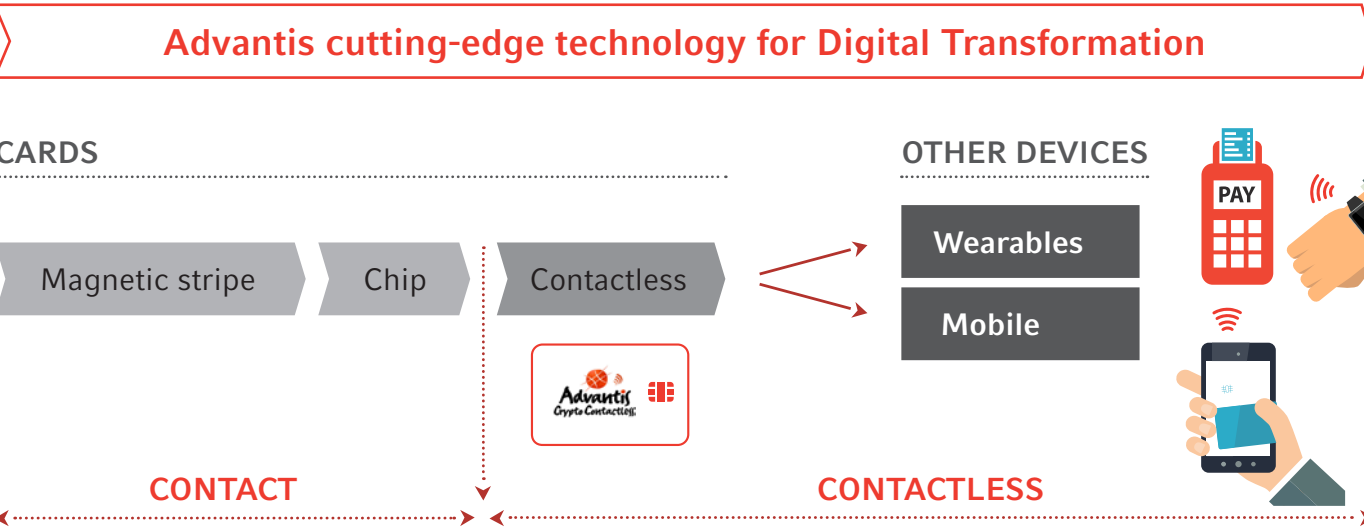 Advantis cutting-edge technology for Digital Transformation
CARDS
OTHER DEVICES
PAY
Magnetic stripe
Chip
Contactless
Wearables
Mobile
Advantis
Crypto Contactless
CONTACT
CONTACTLESS